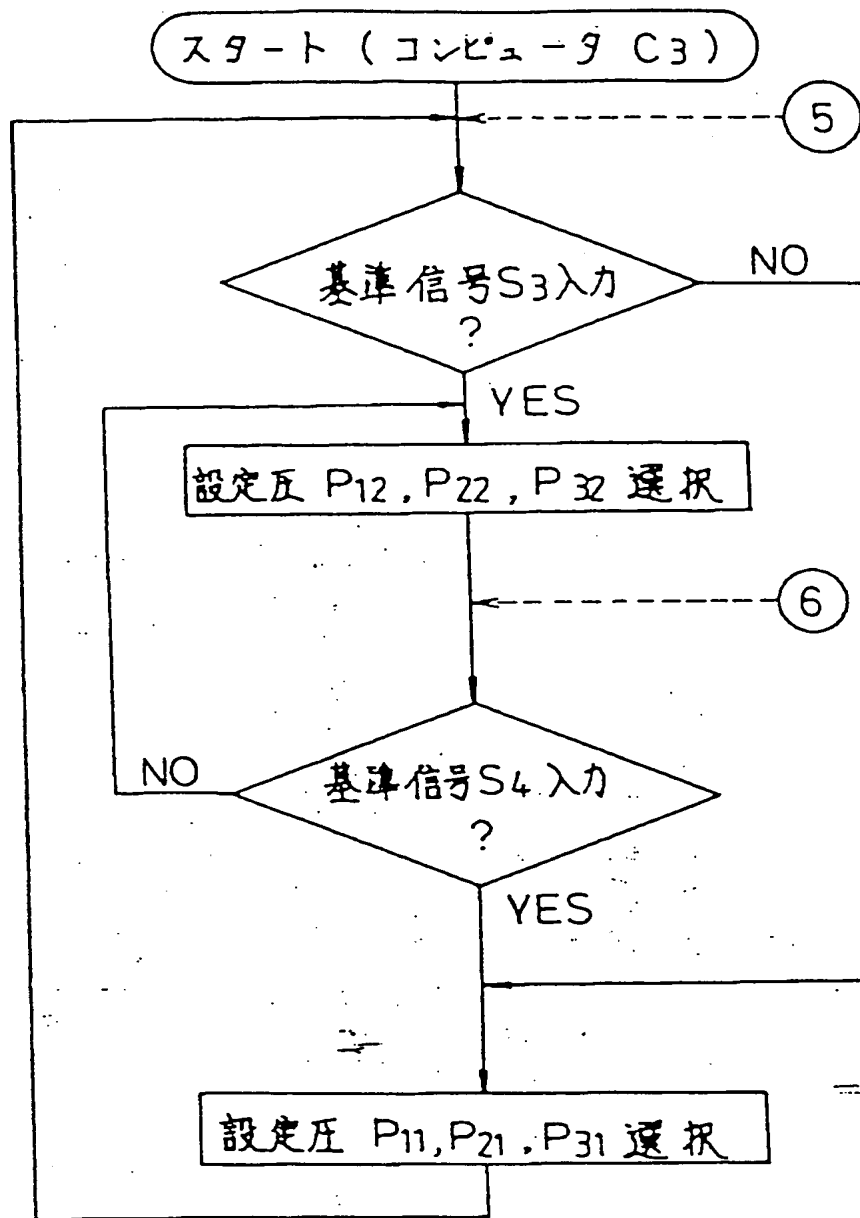 スタート (コンピュータ C3)
5
基準信号S3入力
?
NO
YES
設定圧 P12, P22, P32 選択
6
NO
基準信号S4入力
?
YES
設定圧 P11, P21, P31 選択